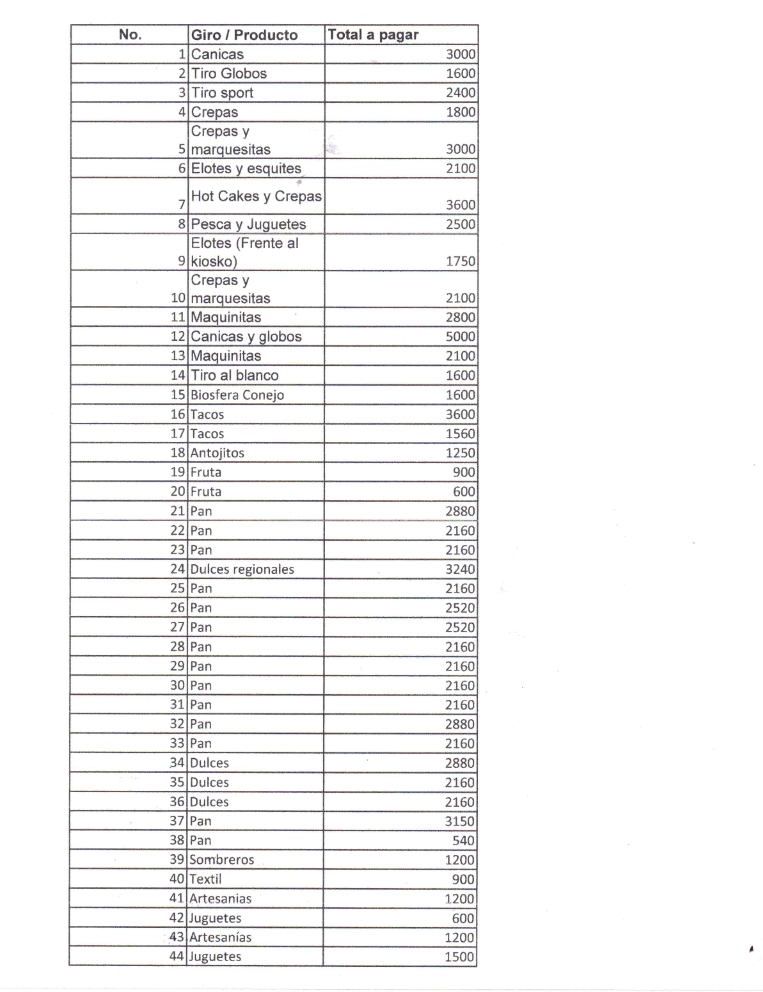 No. Giro / Producto Total a pagar
1 Canicas 3000
2 Tiro Globos 1600
3 Tiro sport 2400
4 Crepas 1800
Crepas y
5 marquesitas 3000
6 Elotes y esquites 2100
7 Hot Cakes y Crepas 3600
8 Pesca y Juguetes 2500
Elotes (Frente al
9 kiosko) 1750
Crepas y
10 marquesitas 2100
11 Maquinitas 2800
12 Canicas y globos 5000
13 Maquinitas 2100
14 Tiro al blanco 1600
15 Biosfera Conejo 1600
16 Tacos 3600
17 Tacos 1560
18 Antojitos 1250
19 Fruta 900
20 Fruta 600
21 Pan 2880
22 Pan 2160
23 Pan 2160
24 Dulces regionales 3240
25 Pan 2160
26 Pan 2520
27 Pan 2520
28 Pan 2160
29 Pan 2160
30 Pan 2160
31 Pan 2160
32 Pan 2880
33 Pan 2160
34 Dulces 2880
35 Dulces 2160
36 Dulces 2160
37 Pan 3150
38 Pan 540
39 Sombreros 1200
40 Textil 900
41 Artesanias 1200
42 Juguetes 600
43 Artesanías 1200
44 Juguetes 1500